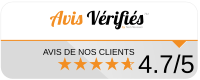 Avis Vérifiés
AVIS DE NOS CLIENTS
4.7/5